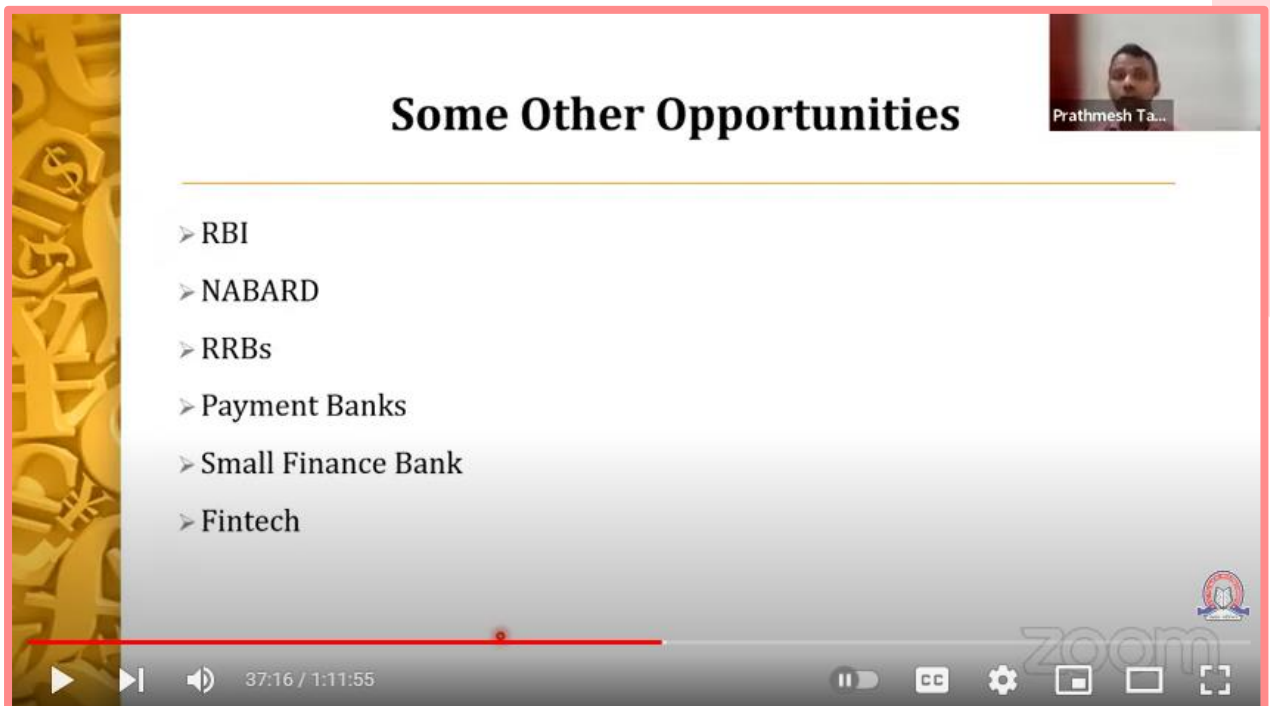 Some Other Opportunities
Prathmesh Ta...
➢ RBI
➢ NABARD
➢ RRBs
➢ Payment Banks
➢ Small Finance Bank
➢ Fintech
zoom
37:16 / 1:11:55
CC